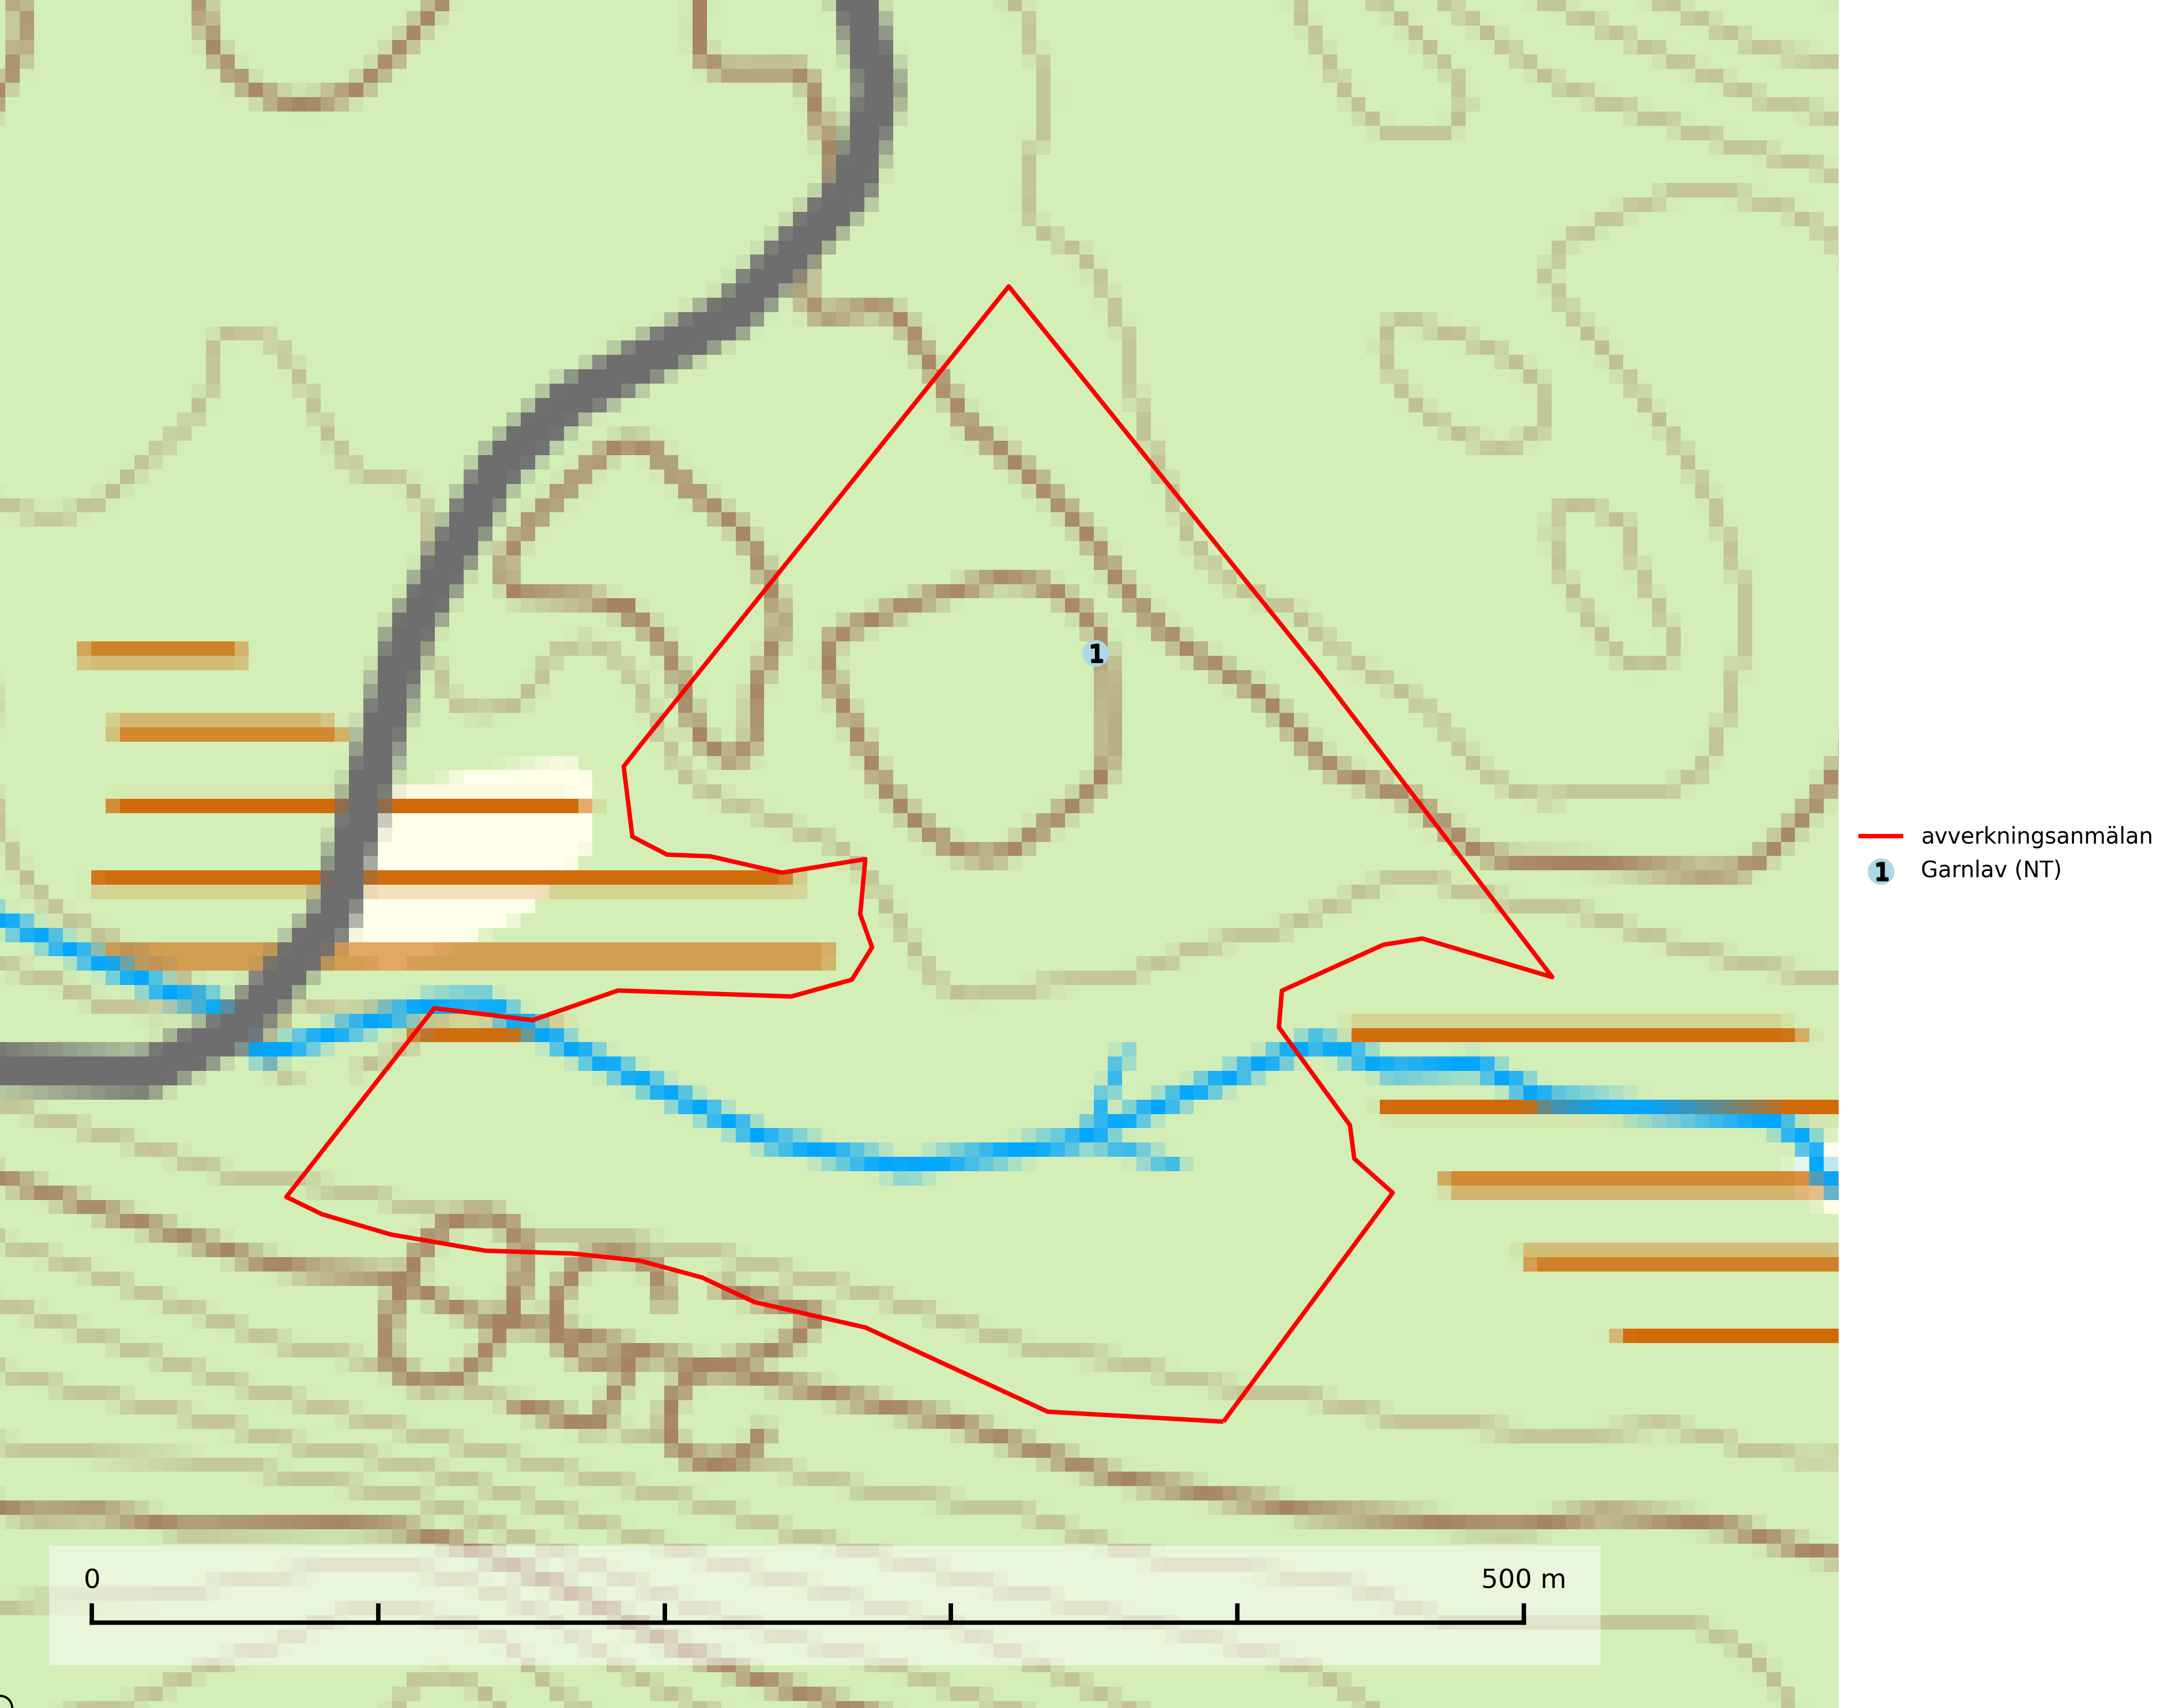 1
avverkningsanmälan
1 Garnlav (NT)
0 500 m